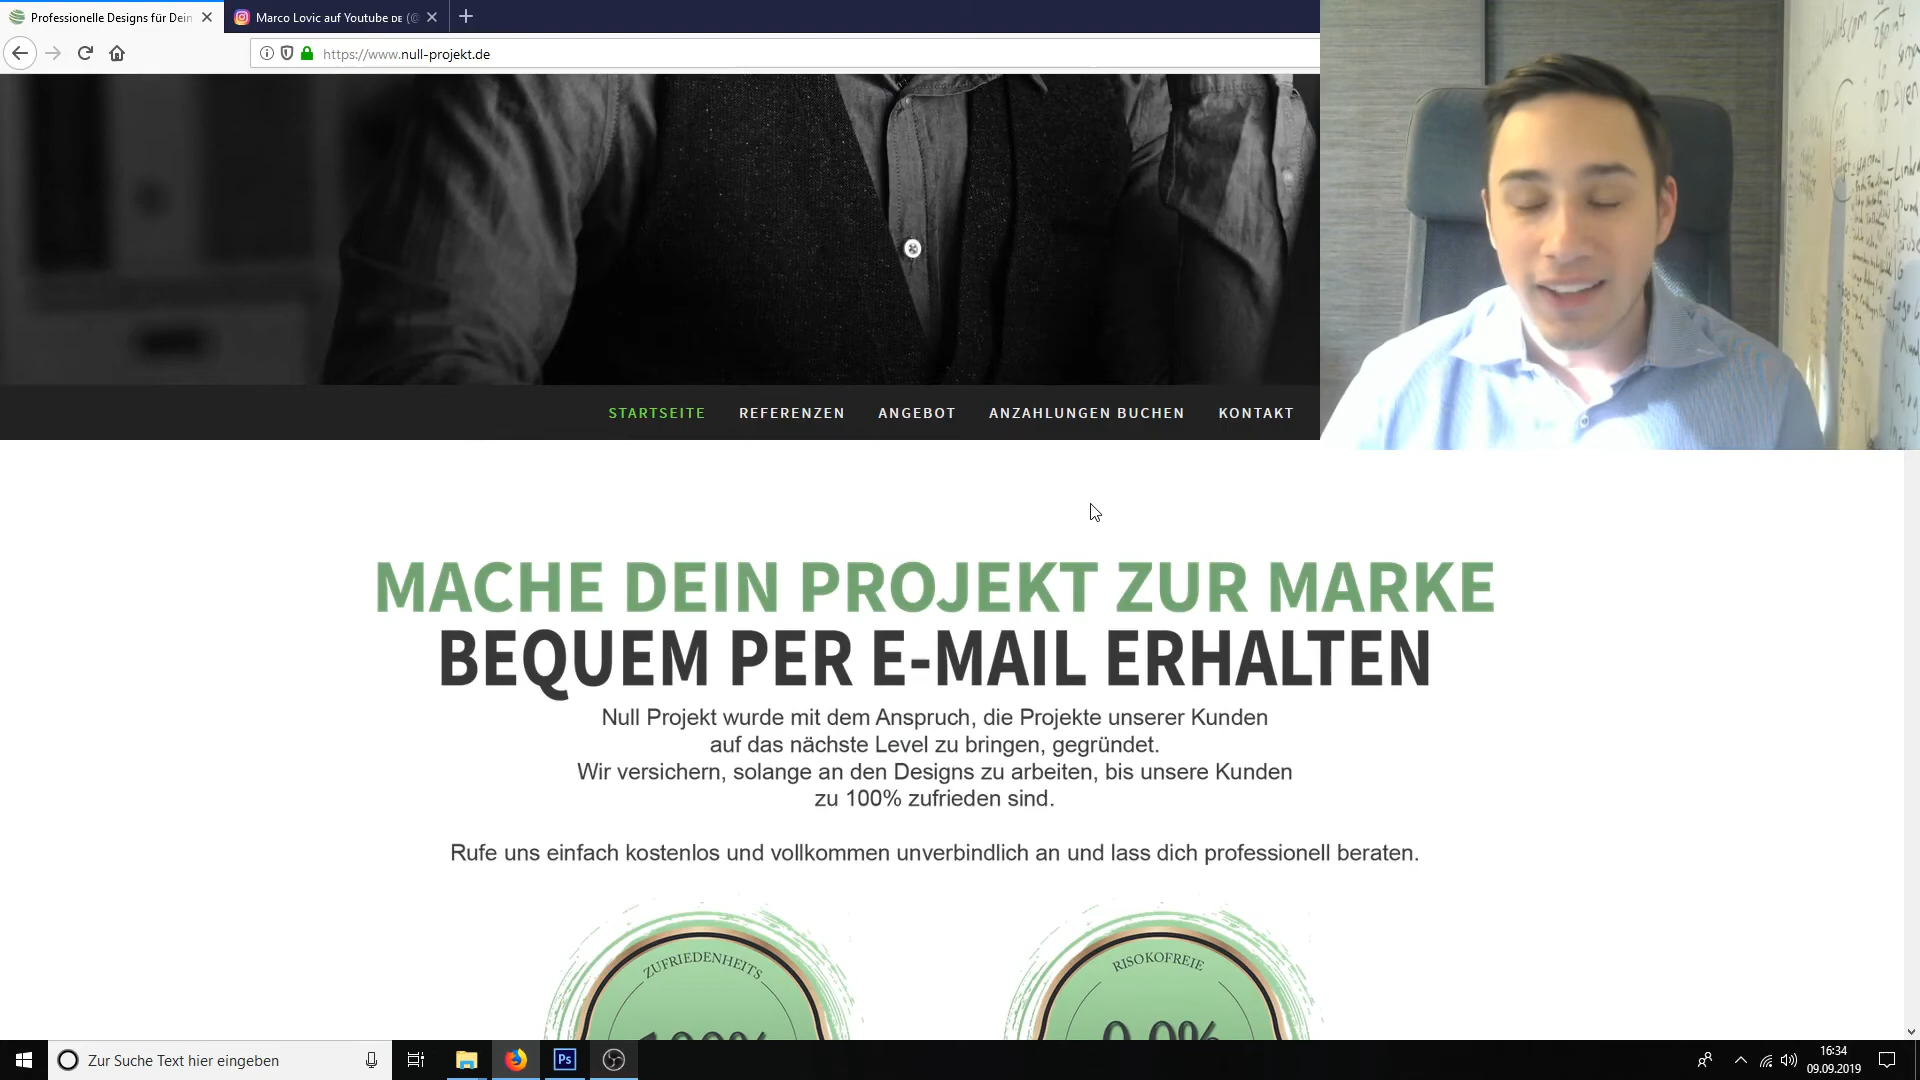 Professionelle Designs für Dein
Marco Lovic auf Youtube DE (@
https://www.null-projekt.de
STARTSEITE REFERENZEN ANGEBOT ANZAHLUNGEN BUCHEN KONTAKT
MACHE DEIN PROJEKT ZUR MARKE
BEQUEM PER E-MAIL ERHALTEN
Null Projekt wurde mit dem Anspruch, die Projekte unserer Kunden
auf das nächste Level zu bringen, gegründet.
Wir versichern, solange an den Designs zu arbeiten, bis unsere Kunden
zu 100% zufrieden sind.
Rufe uns einfach kostenlos und vollkommen unverbindlich an und lass dich professionell beraten.
ZUFRIEDENHEITS
100%
RISOKOFREIE
0,0%
Zur Suche Text hier eingeben
Ps
16:34
09.09.2019